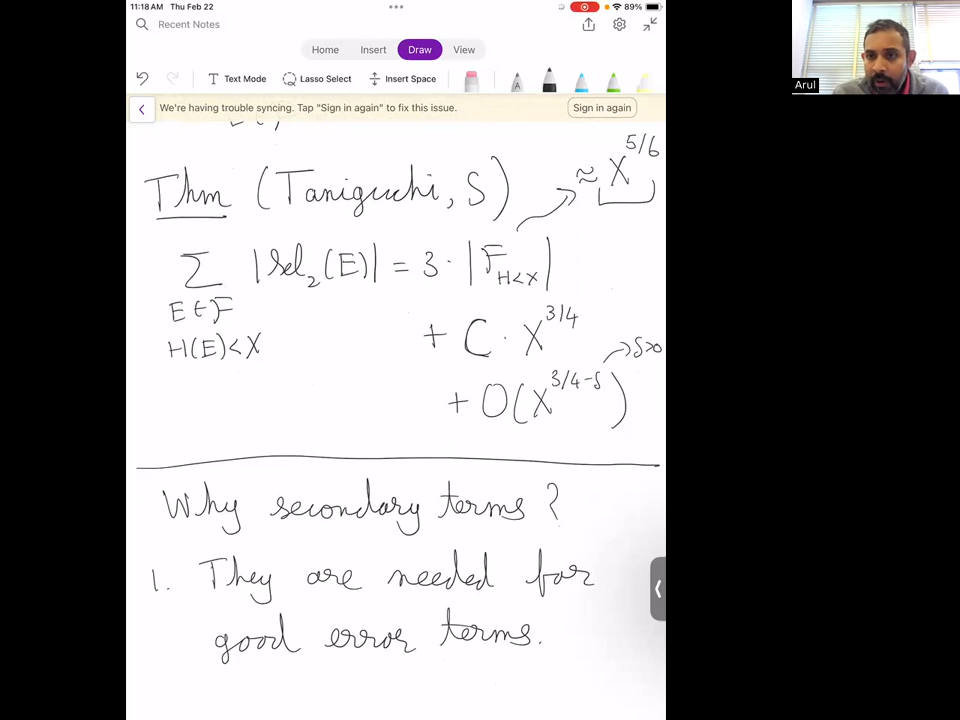 11:18 AM Thu Feb 22
89%
Recent Notes
Home Insert Draw View
Text Mode Lasso Select Insert Space A
We're having trouble syncing. Tap "Sign in again" to fix this issue. Sign in again
Arul
Thm (Taniguchi, S) ≈ X^{5/6}
∑ |Sel_2(E)| = 3 · |F_{H<X}|
E∈F
H(E)<X + C · X^{3/4}
→ δ>0
+ O(X^{3/4-δ})
Why secondary terms?
1. They are needed for
good error terms.